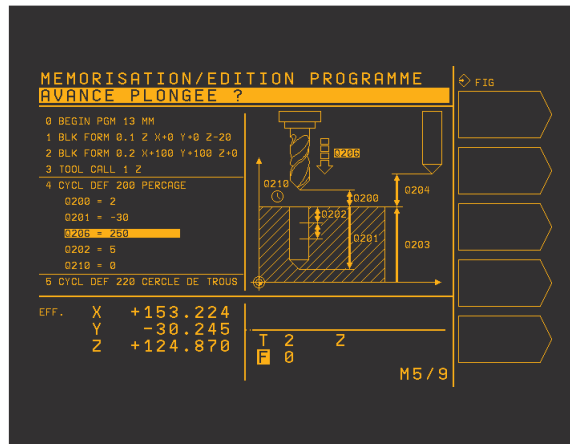 MEMORISATION/EDITION PROGRAMME
AVANCE PLONGEE ?
FIG
0 BEGIN PGM 13 MM
1 BLK FORM 0.1 Z X+0 Y+0 Z-20
2 BLK FORM 0.2 X+100 Y+100 Z+0
3 TOOL CALL 1 Z
4 CYCL DEF 200 PERCAGE
Q200 = 2
Q201 = -30
Q206 = 250
Q202 = 5
Q210 = 0
5 CYCL DEF 220 CERCLE DE TROUS
Q206
Q210
Q200
Q204
Q202
Q201
Q203
EFF. X +153.224
Y -30.245
Z +124.870
T 2 Z
F 0
M5/9